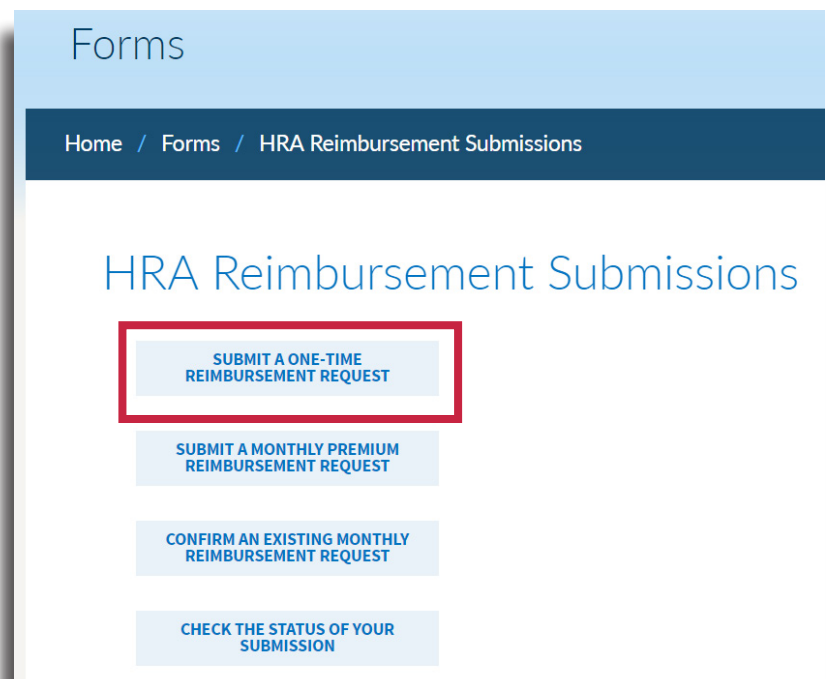 Forms
Home / Forms / HRA Reimbursement Submissions
HRA Reimbursement Submissions
SUBMIT A ONE-TIME
REIMBURSEMENT REQUEST
SUBMIT A MONTHLY PREMIUM
REIMBURSEMENT REQUEST
CONFIRM AN EXISTING MONTHLY
REIMBURSEMENT REQUEST
CHECK THE STATUS OF YOUR
SUBMISSION